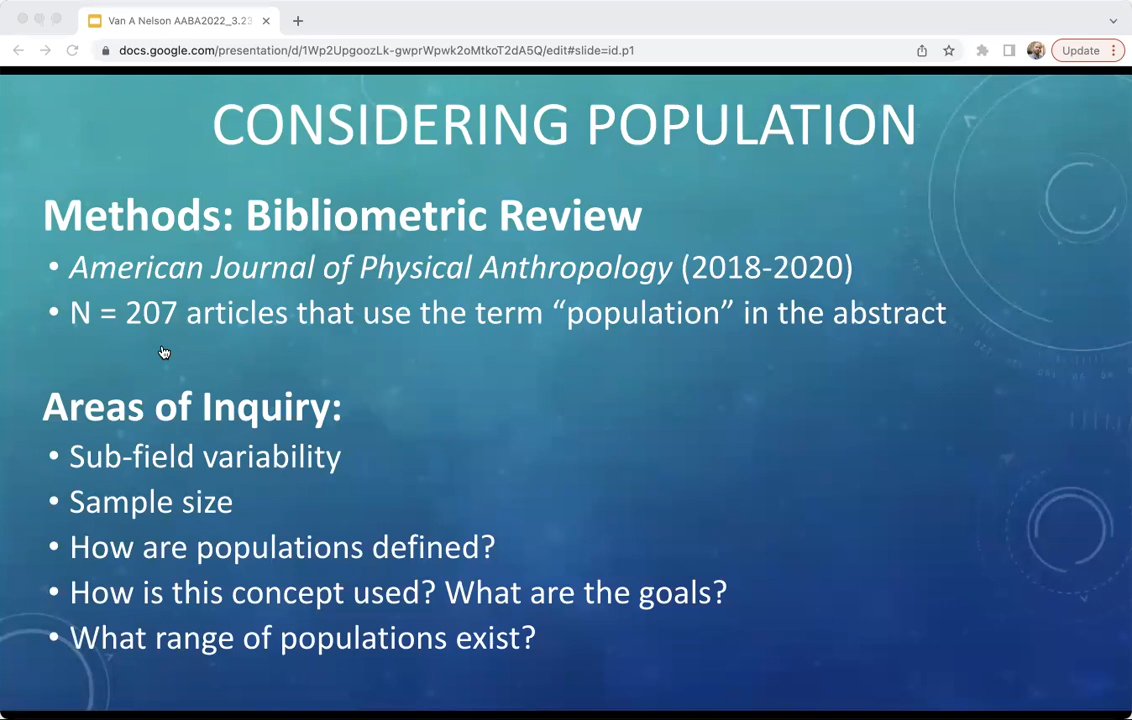 Van A Nelson AABA2022_3.23
docs.google.com/presentation/d/1Wp2UpgoozLk-gwprWpwk2oMtkoT2dA5Q/edit#slide=id.p1
Update
CONSIDERING POPULATION
Methods: Bibliometric Review
• American Journal of Physical Anthropology (2018-2020)
• N = 207 articles that use the term “population” in the abstract
Areas of Inquiry:
• Sub-field variability
• Sample size
• How are populations defined?
• How is this concept used? What are the goals?
• What range of populations exist?